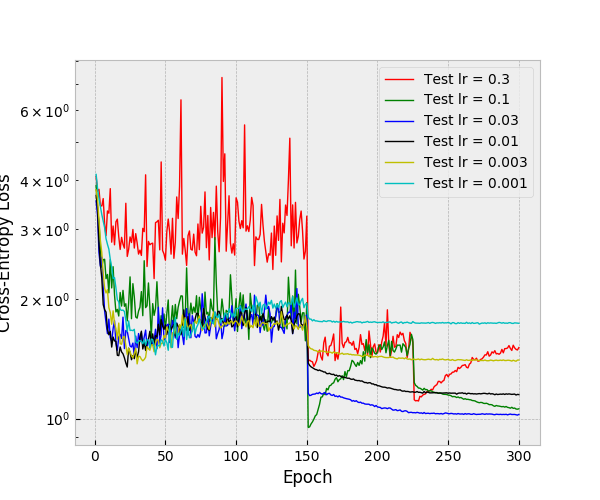 Test lr = 0.3
Test lr = 0.1
Test lr = 0.03
Test lr = 0.01
Test lr = 0.003
Test lr = 0.001
6 × 10⁰
4 × 10⁰
3 × 10⁰
2 × 10⁰
10⁰
Cross-Entropy Loss
0 50 100 150 200 250 300
Epoch